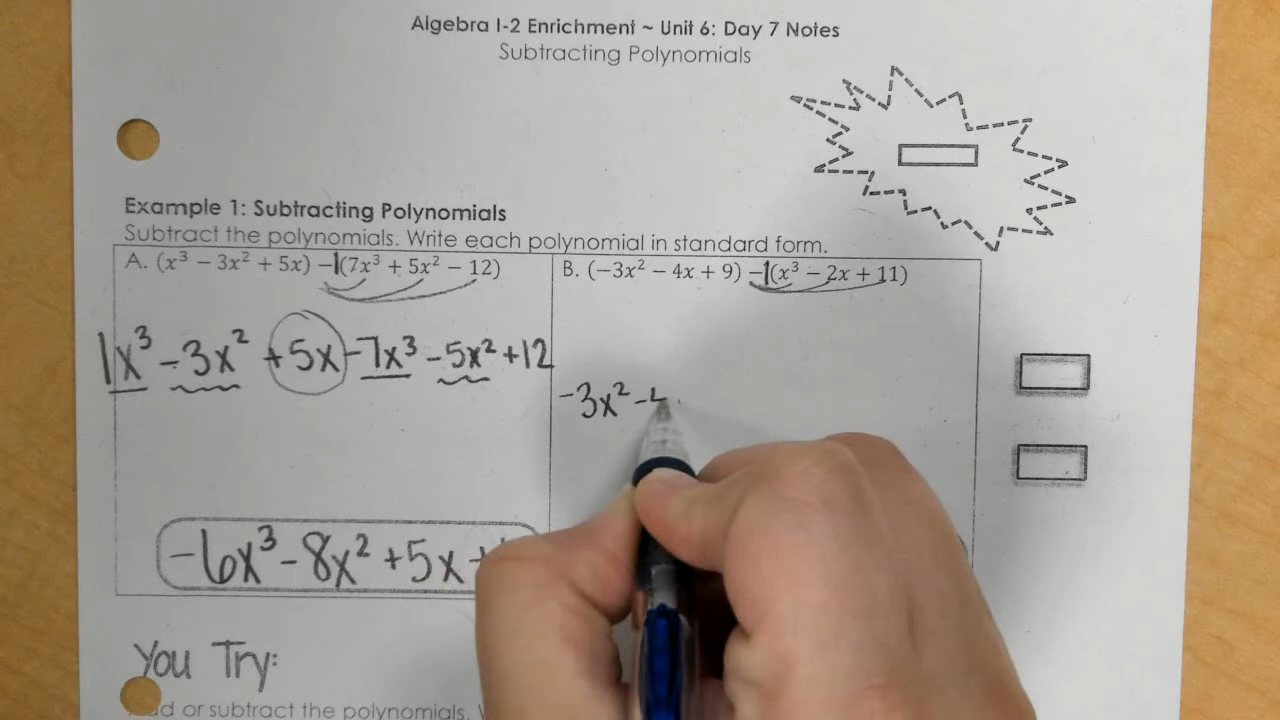 Algebra I-2 Enrichment ~ Unit 6: Day 7 Notes
Subtracting Polynomials
Example 1: Subtracting Polynomials
Subtract the polynomials. Write each polynomial in standard form.
A. (x³ − 3x² + 5x) −1(7x³ + 5x² − 12)
1x³ -3x² +5x -7x³ -5x² +12
-6x³ -8x² +5x +
B. (−3x² − 4x + 9) −1(x³ − 2x + 11)
-3x² -4
You Try:
or subtract the polynomials.